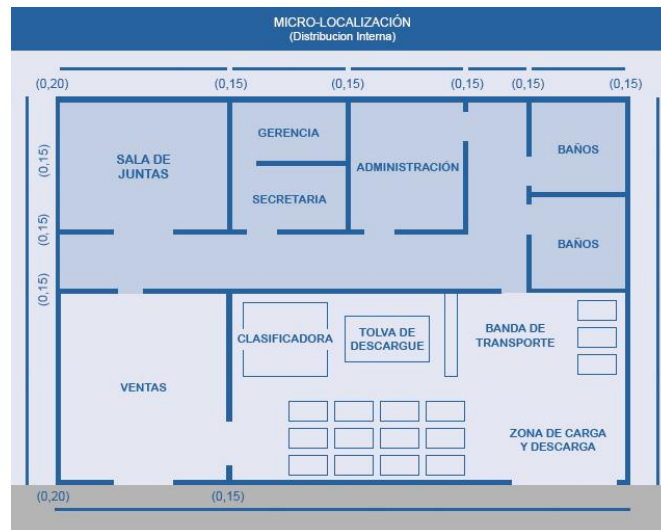 MICRO-LOCALIZACIÓN
(Distribucion Interna)
(0,20) (0,15) (0,15) (0,15) (0,15) (0,15)
(0,15)
(0,15)
(0,15)
SALA DE
JUNTAS
GERENCIA
SECRETARIA
ADMINISTRACIÓN
BAÑOS
BAÑOS
VENTAS
CLASIFICADORA
TOLVA DE
DESCARGUE
BANDA DE
TRANSPORTE
ZONA DE CARGA
Y DESCARGA
(0,20) (0,15)